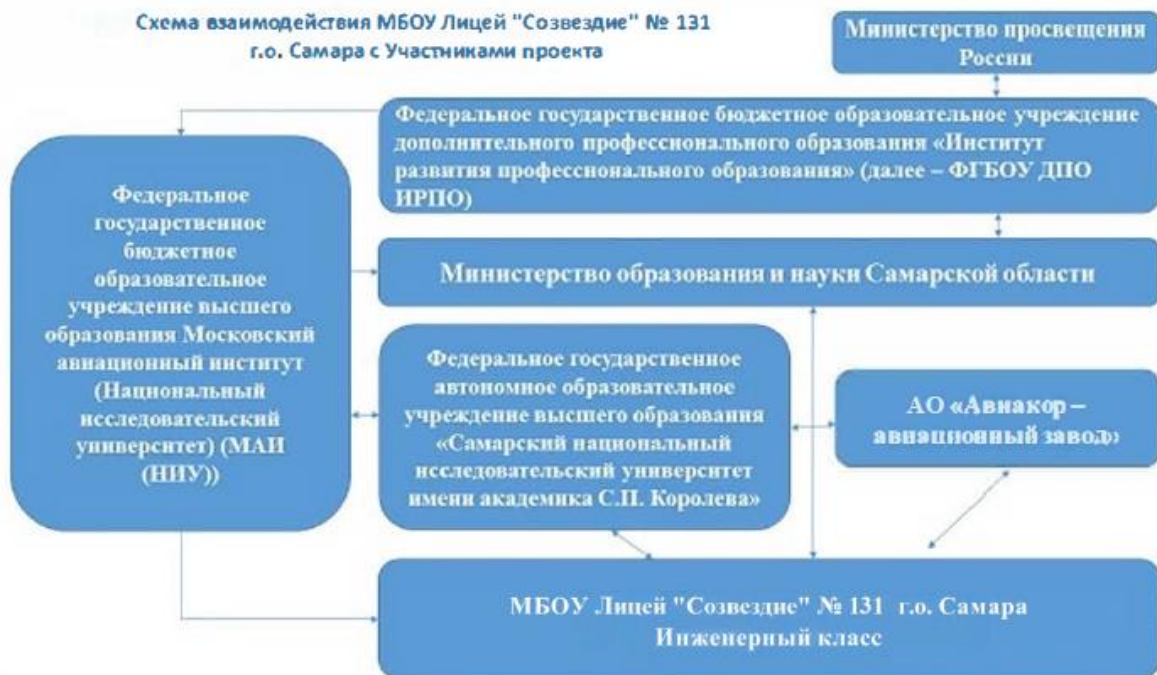 Схема взаимодействия МБОУ Лицей "Созвездие" № 131
г.о. Самара с Участниками проекта
Министерство просвещения
России
Федеральное государственное бюджетное образовательное учреждение
дополнительного профессионального образования «Институт
развития профессионального образования» (далее – ФГБОУ ДПО
ИРПО)
Федеральное
государственное
бюджетное
образовательное
учреждение высшего
образования Московский
авиационный институт
(Национальный
исследовательский
университет) (МАИ
(НИУ))
Министерство образования и науки Самарской области
Федеральное государственное
автономное образовательное
учреждение высшего образования
«Самарский национальный
исследовательский университет
имени академика С.П. Королева»
АО «Авиакор –
авиационный завод»
МБОУ Лицей "Созвездие" № 131 г.о. Самара
Инженерный класс